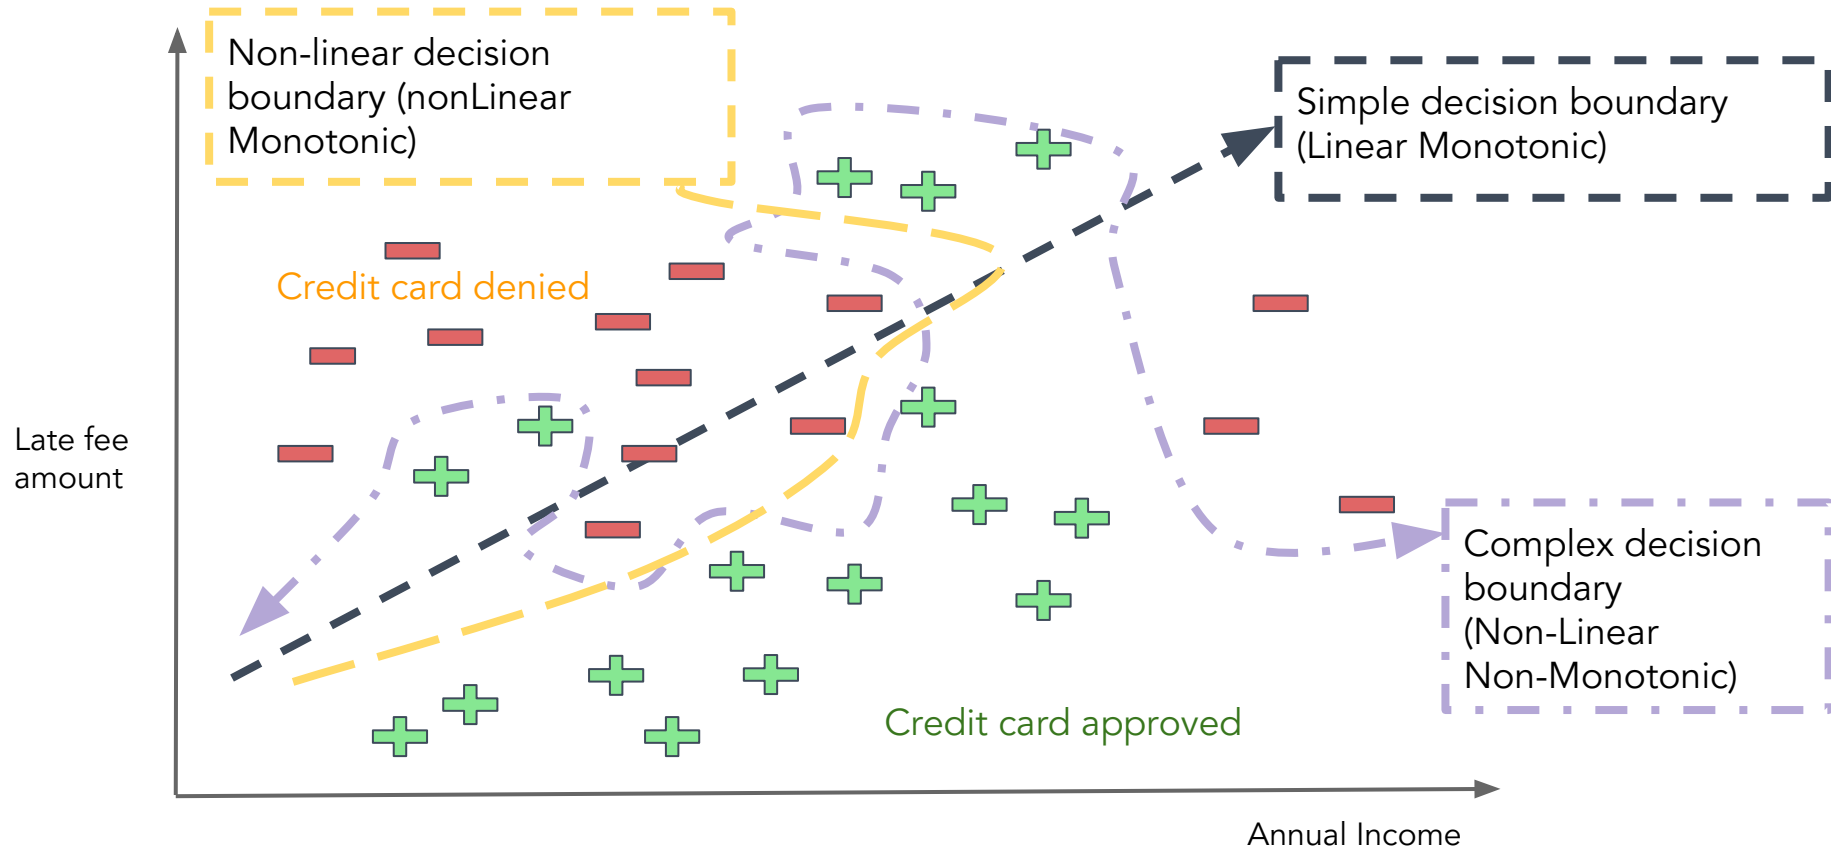 Non-linear decision
boundary (nonLinear
Monotonic)
Simple decision boundary
(Linear Monotonic)
Credit card denied
Late fee
amount
Complex decision
boundary
(Non-Linear
Non-Monotonic)
Credit card approved
Annual Income